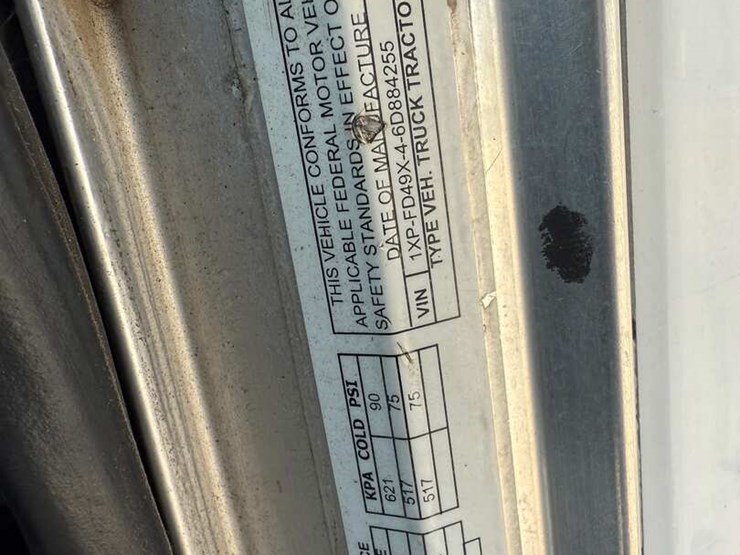 THIS VEHICLE CONFORMS TO
APPLICABLE FEDERAL MOTOR
SAFETY STANDARDS IN EFFECT
DATE OF MANUFACTURE
VIN 1XP-FD49X-4-6D884255
TYPE VEH. TRUCK TRACTO
KPA COLD PSI
621 90
517 75
517 75